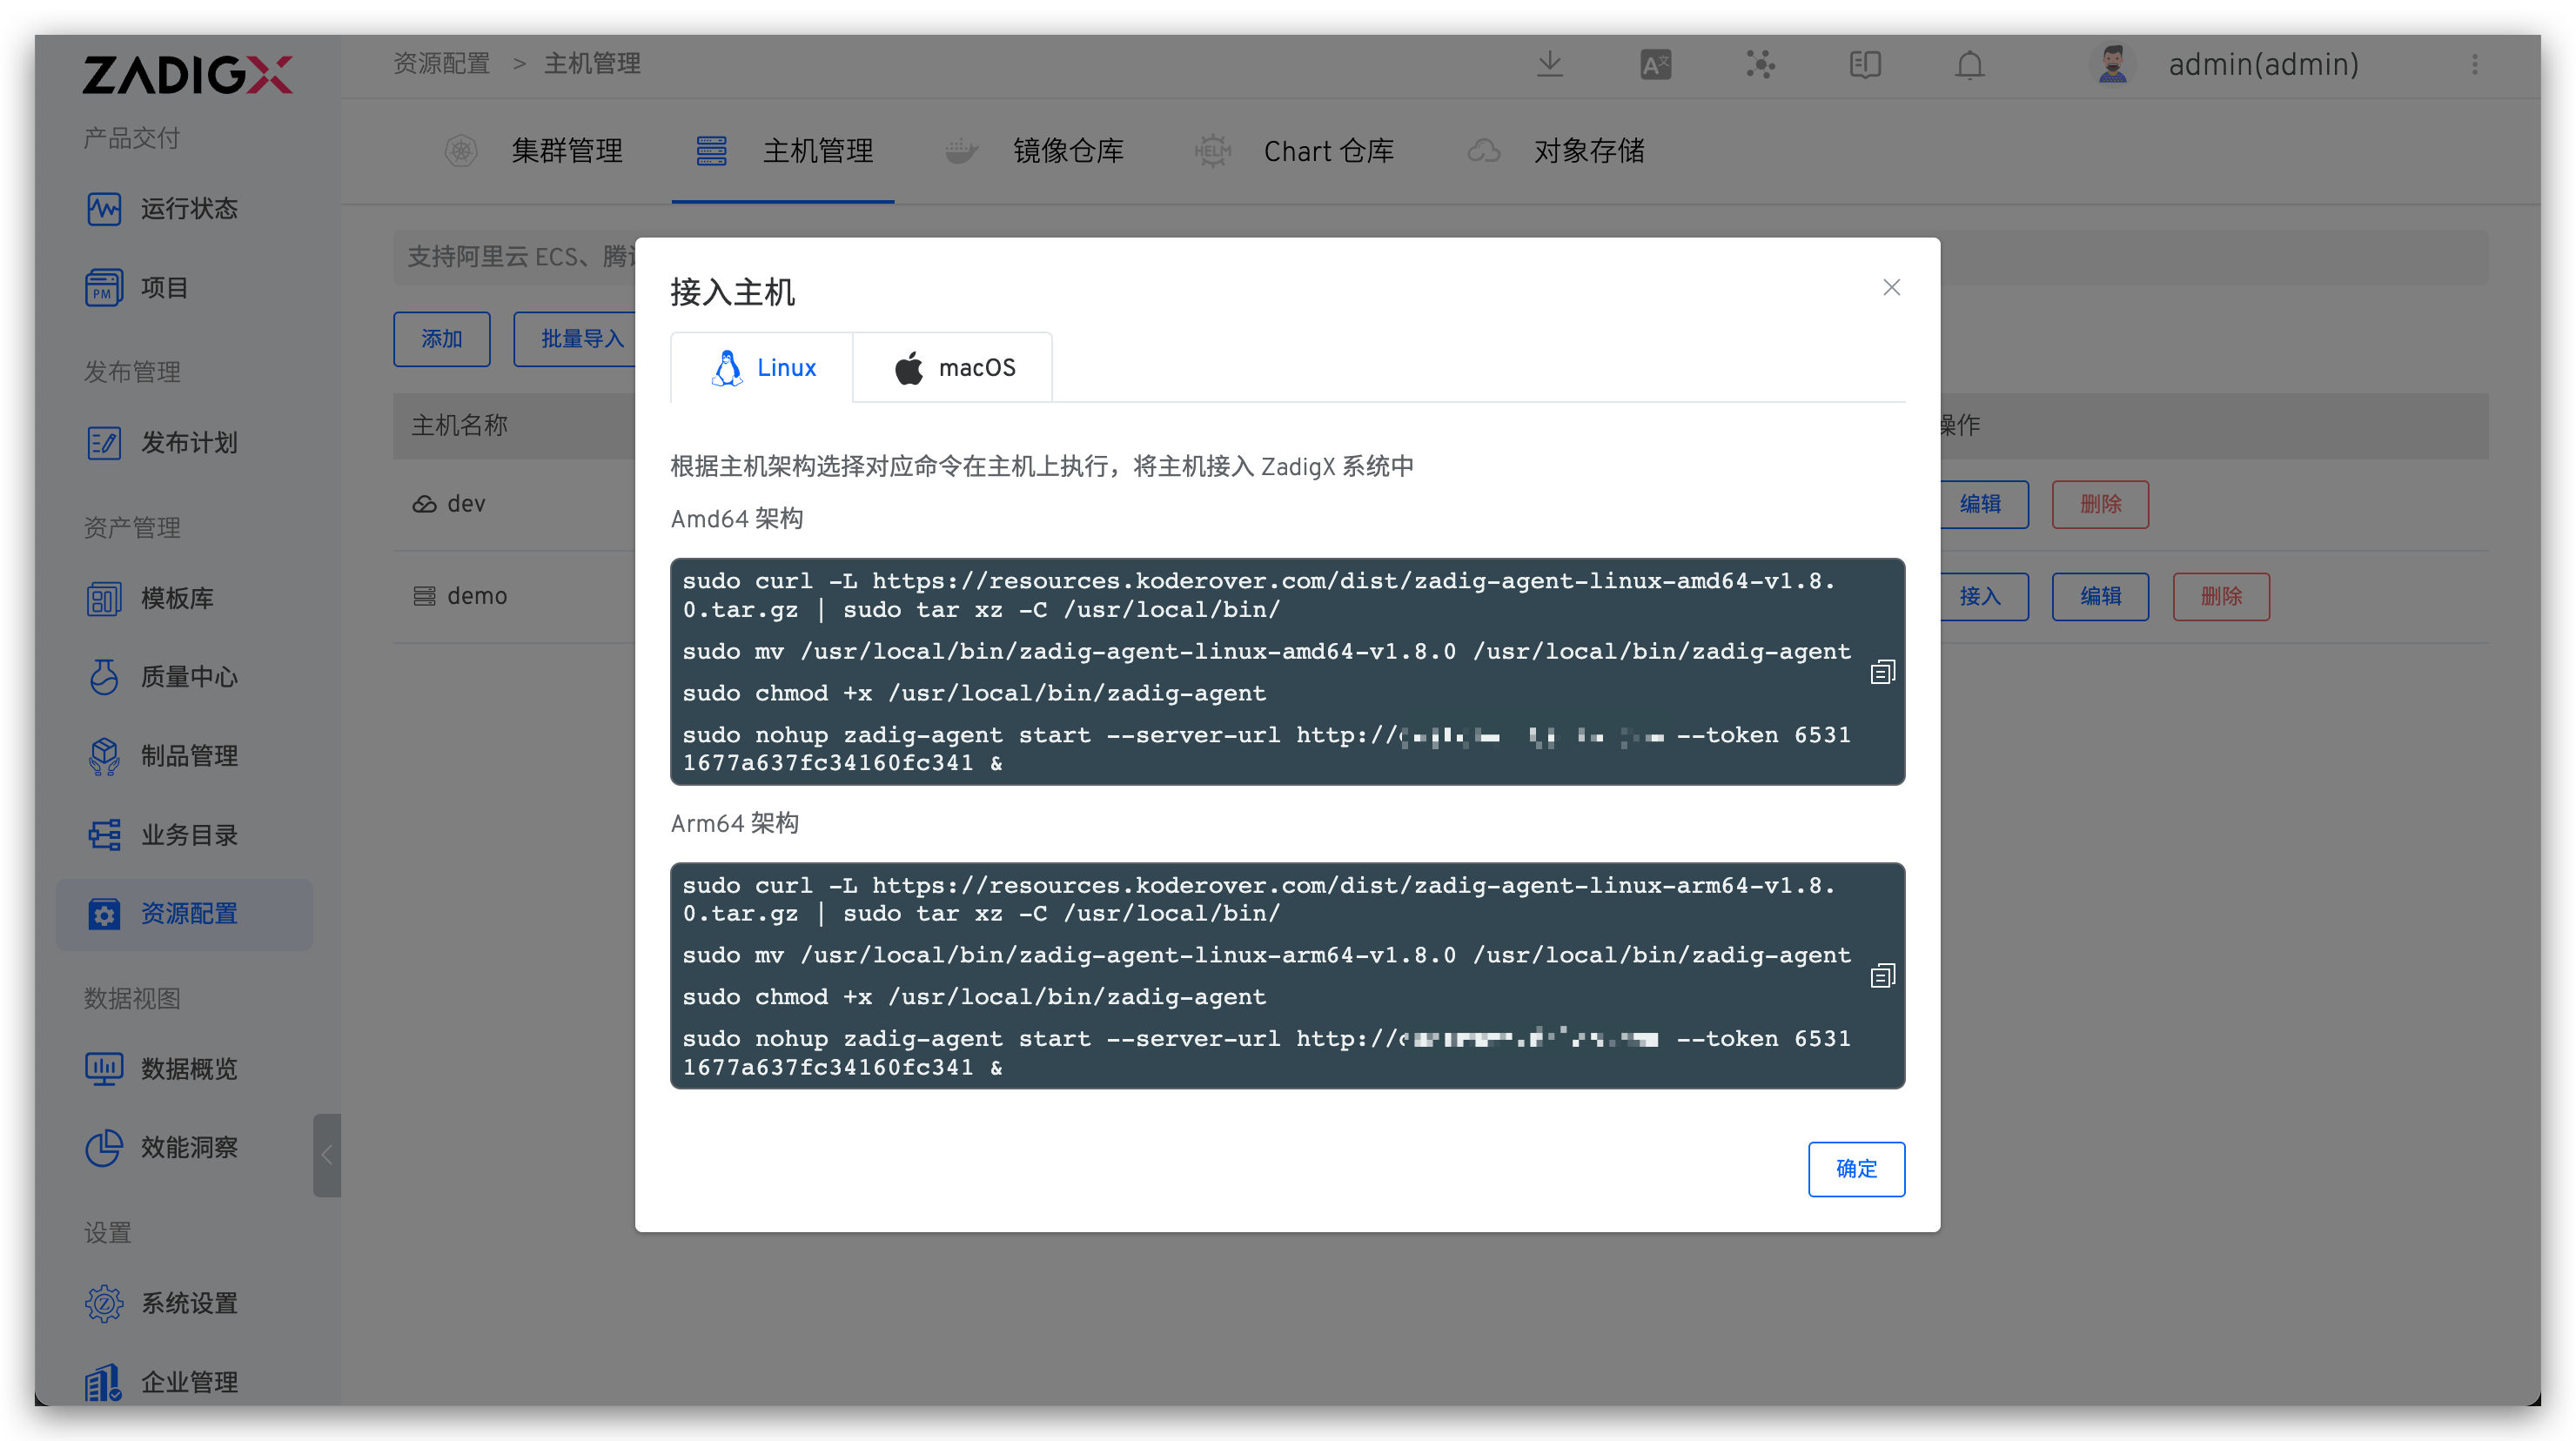 ZADIGX
资源配置 > 主机管理
admin(admin)
产品交付
运行状态
项目
发布管理
发布计划
资产管理
模板库
质量中心
制品管理
业务目录
资源配置
数据视图
数据概览
效能洞察
设置
系统设置
企业管理
集群管理
主机管理
镜像仓库
HELM
Chart 仓库
对象存储
支持阿里云 ECS、腾
添加
批量导入
主机名称
操作
dev
编辑
删除
demo
接入
编辑
删除
接入主机
Linux
macOS
根据主机架构选择对应命令在主机上执行，将主机接入 ZadigX 系统中
Amd64 架构
sudo curl -L https://resources.koderover.com/dist/zadig-agent-linux-amd64-v1.8.
0.tar.gz | sudo tar xz -C /usr/local/bin/
sudo mv /usr/local/bin/zadig-agent-linux-amd64-v1.8.0 /usr/local/bin/zadig-agent
sudo chmod +x /usr/local/bin/zadig-agent
sudo nohup zadig-agent start --server-url http:// --token 6531
1677a637fc34160fc341 &
Arm64 架构
sudo curl -L https://resources.koderover.com/dist/zadig-agent-linux-arm64-v1.8.
0.tar.gz | sudo tar xz -C /usr/local/bin/
sudo mv /usr/local/bin/zadig-agent-linux-arm64-v1.8.0 /usr/local/bin/zadig-agent
sudo chmod +x /usr/local/bin/zadig-agent
sudo nohup zadig-agent start --server-url http:// --token 6531
1677a637fc34160fc341 &
确定